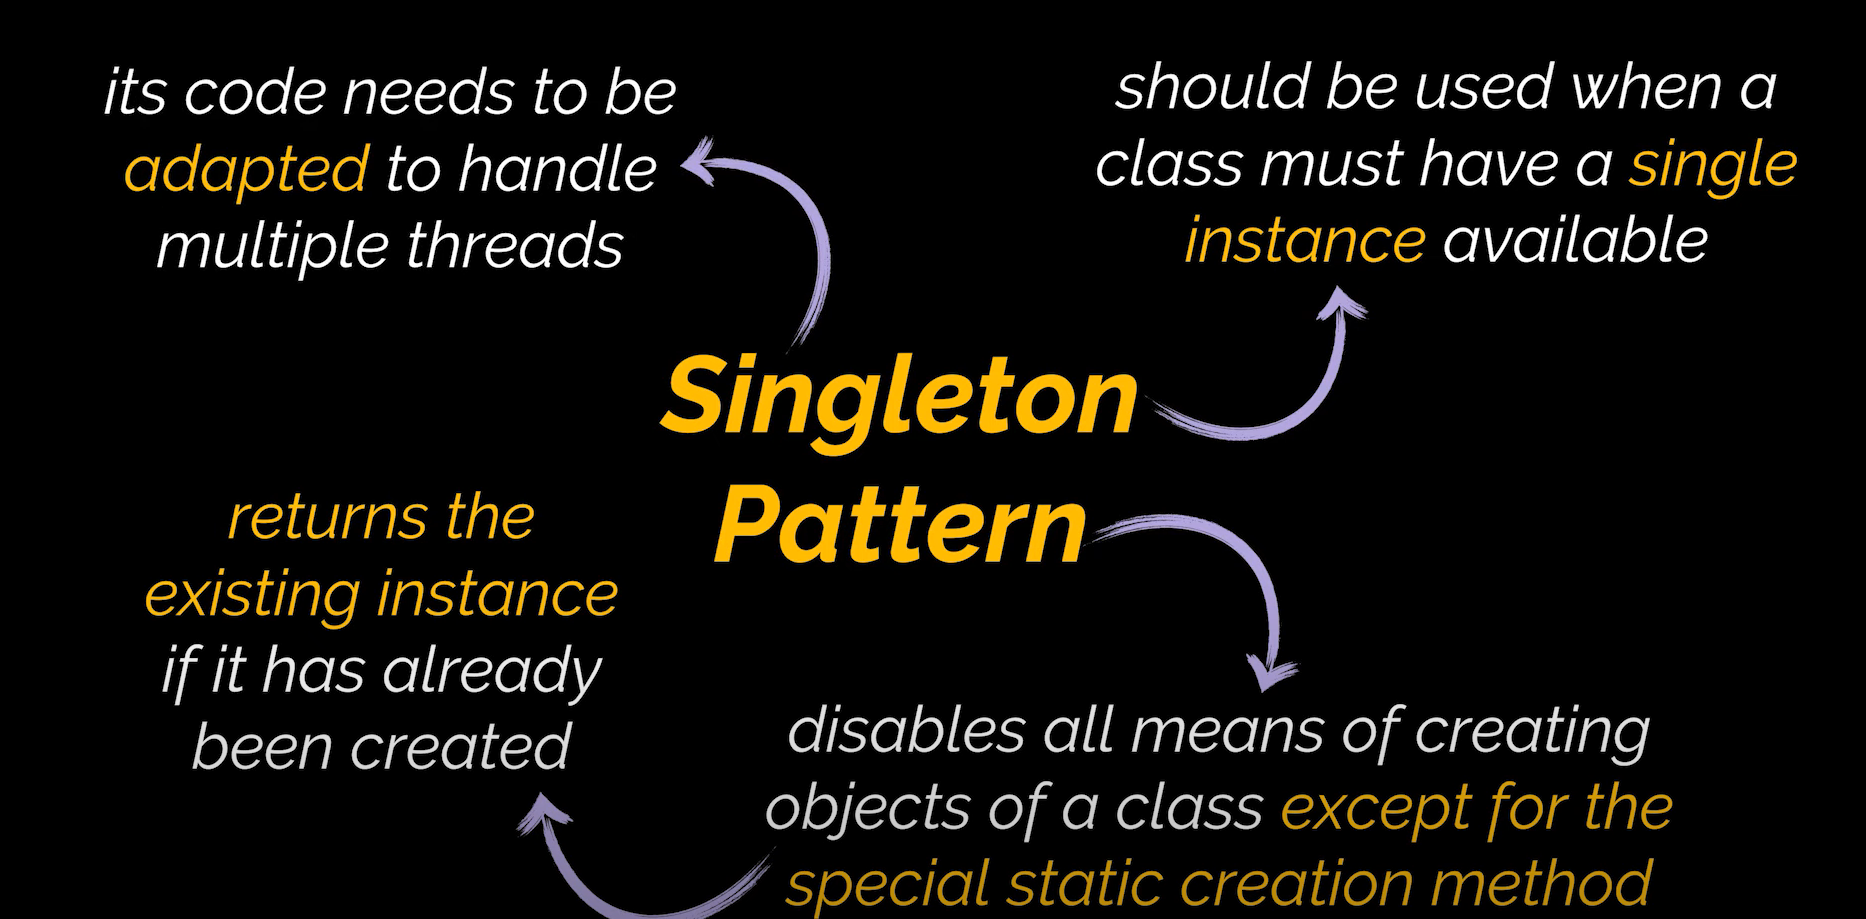 its code needs to be
adapted to handle
multiple threads
should be used when a
class must have a single
instance available
Singleton
Pattern
returns the
existing instance
if it has already
been created
disables all means of creating
objects of a class except for the
special static creation method